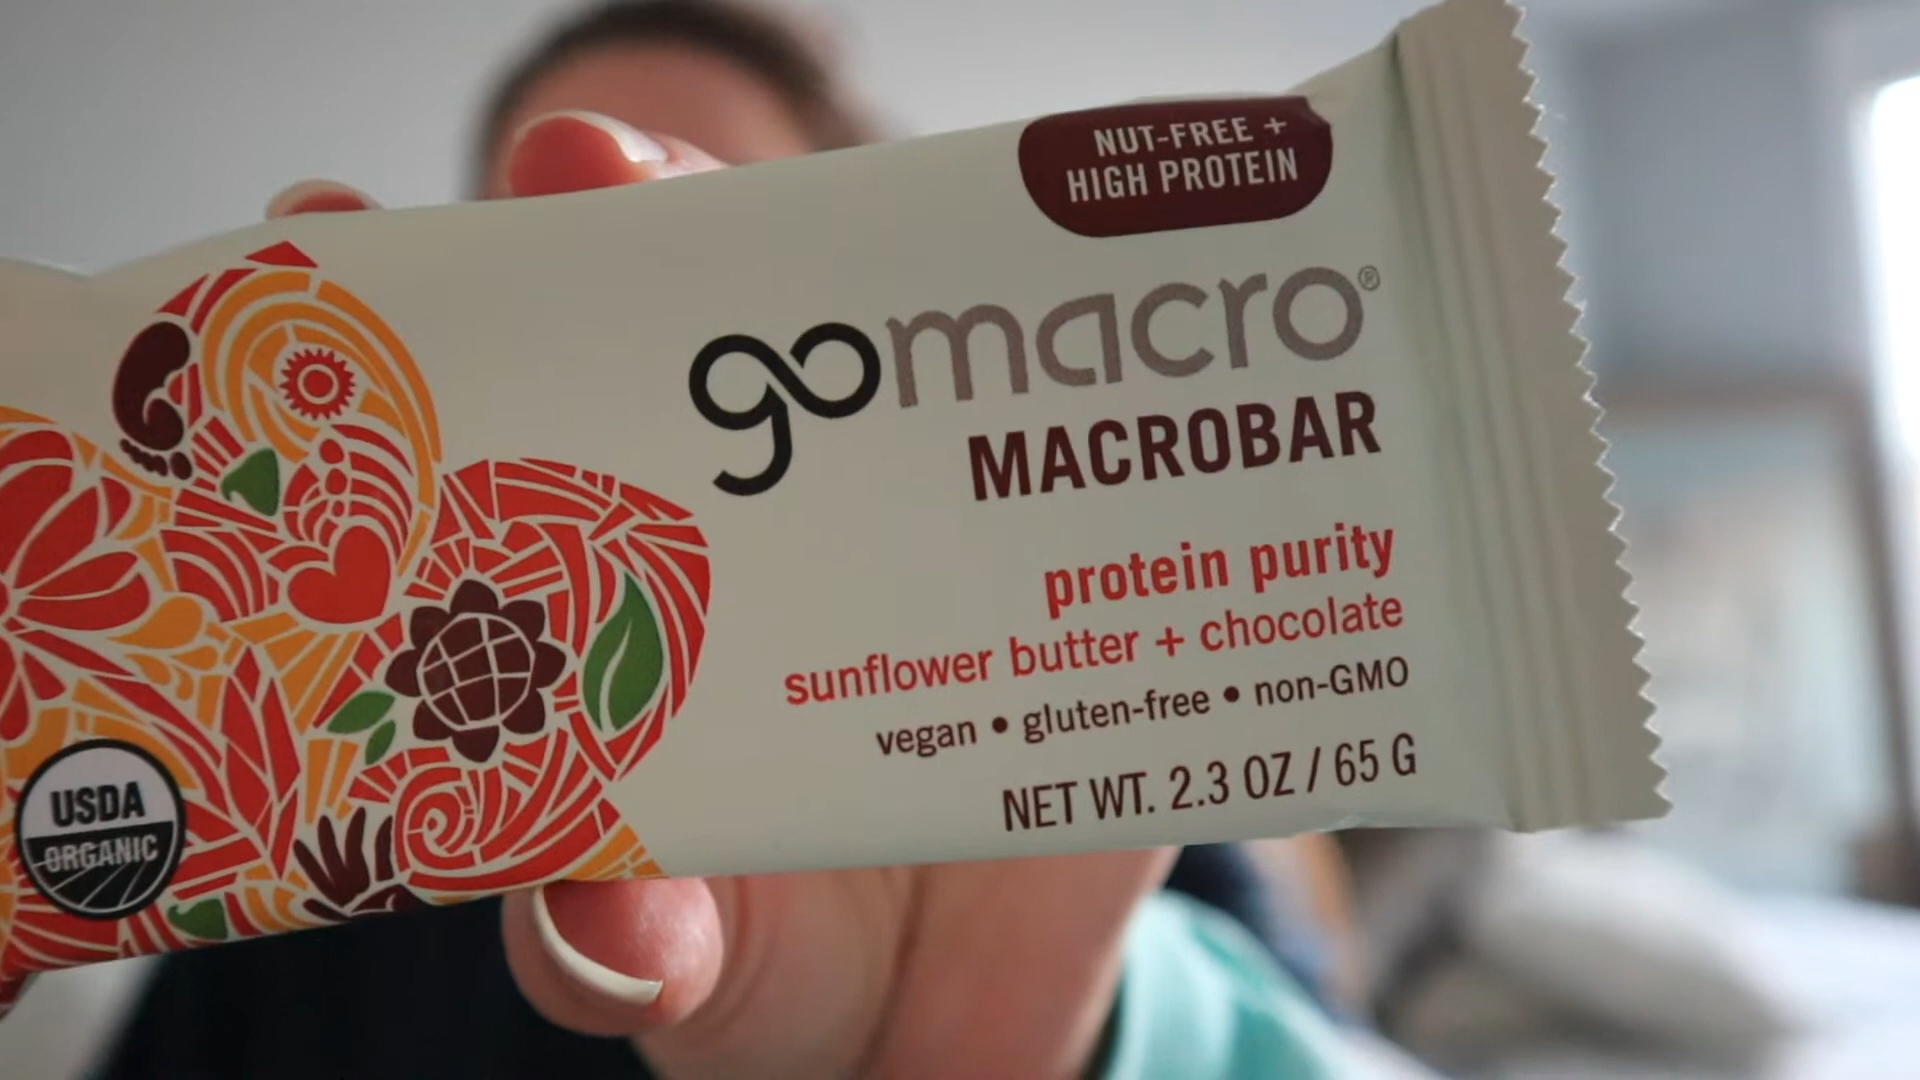 NUT-FREE +
HIGH PROTEIN
gomacro®
MACROBAR
protein purity
sunflower butter + chocolate
vegan • gluten-free • non-GMO
NET WT. 2.3 OZ / 65 G
USDA
ORGANIC